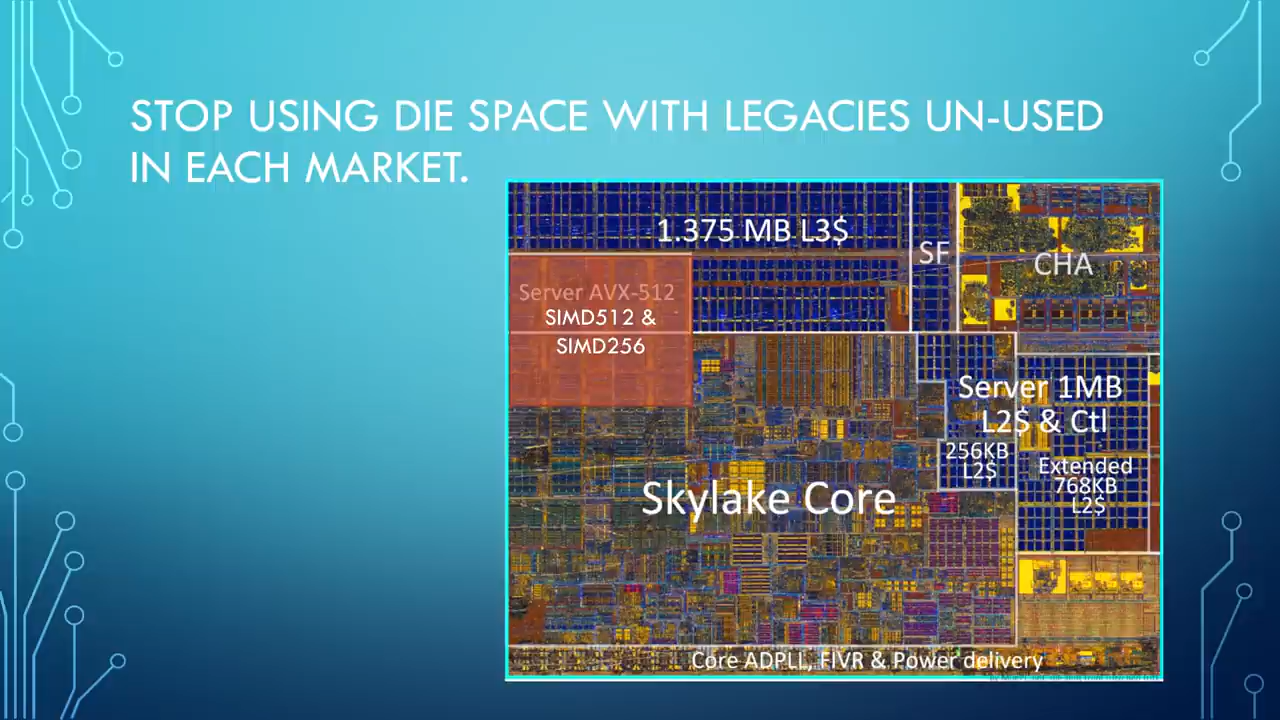 STOP USING DIE SPACE WITH LEGACIES UN-USED
IN EACH MARKET.
1.375 MB L3$
SF
CHA
Server AVX-512
SIMD512 &
SIMD256
Server 1MB
L2$ & Ctl
256KB
L2$
Extended
768KB
L2$
Skylake Core
Core ADPLL, FIVR & Power delivery